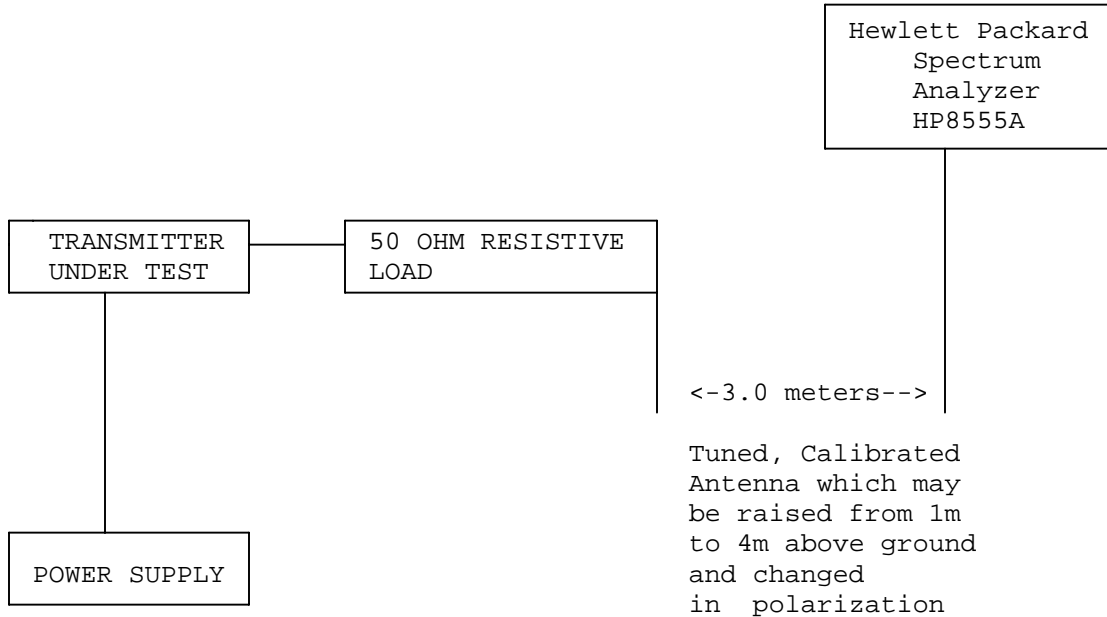 Hewlett Packard
Spectrum
Analyzer
HP8555A
TRANSMITTER
UNDER TEST
50 OHM RESISTIVE
LOAD
<-3.0 meters-->
Tuned, Calibrated
Antenna which may
be raised from 1m
to 4m above ground
and changed
in polarization
POWER SUPPLY